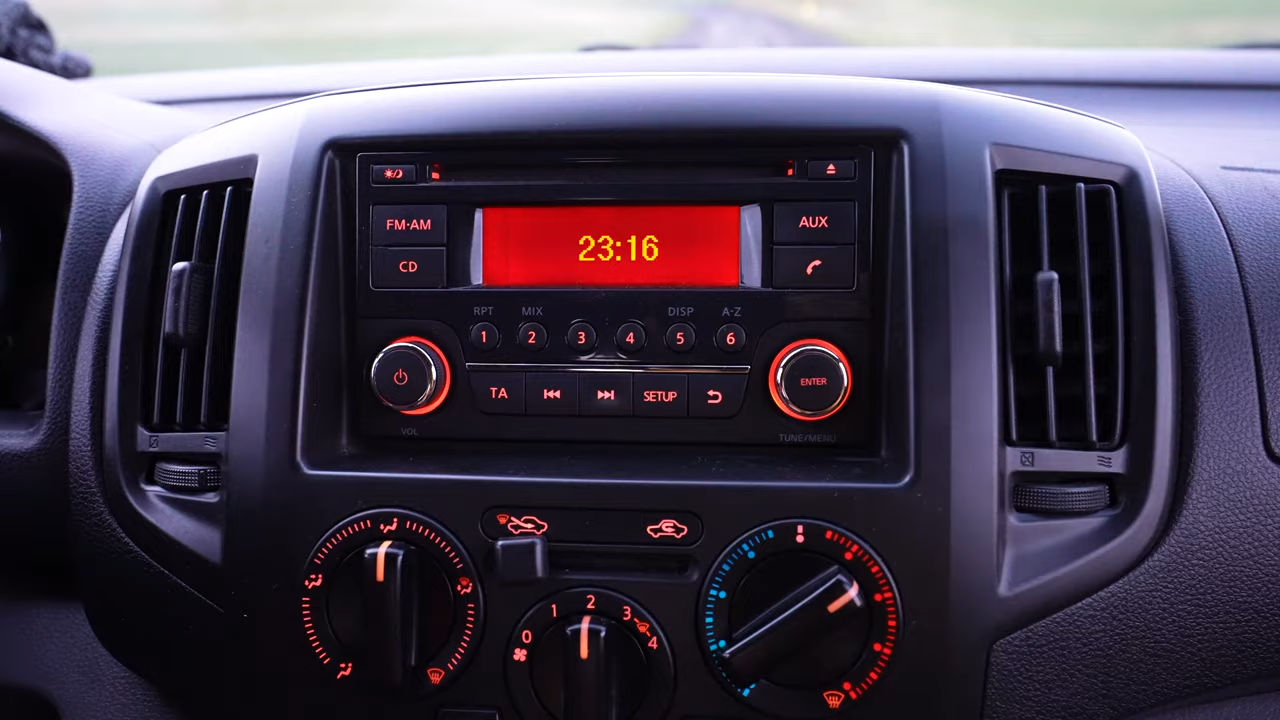 FM·AM
AUX
23:16
CD
RPT MIX DISP A-Z
1 2 3 4 5 6
TA
SETUP
ENTER
VOL
TUNE/MENU
0 1 2 3 4